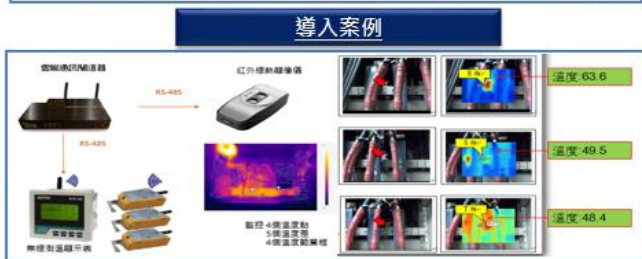 導入案例
雲端通訊閘道器
紅外線熱顯像儀
RS-485
RS-485
溫度:63.6
溫度:49.5
溫度:48.4
監控 4個溫度點
5個溫度區
4個溫度範圍框
無線測溫顯示表